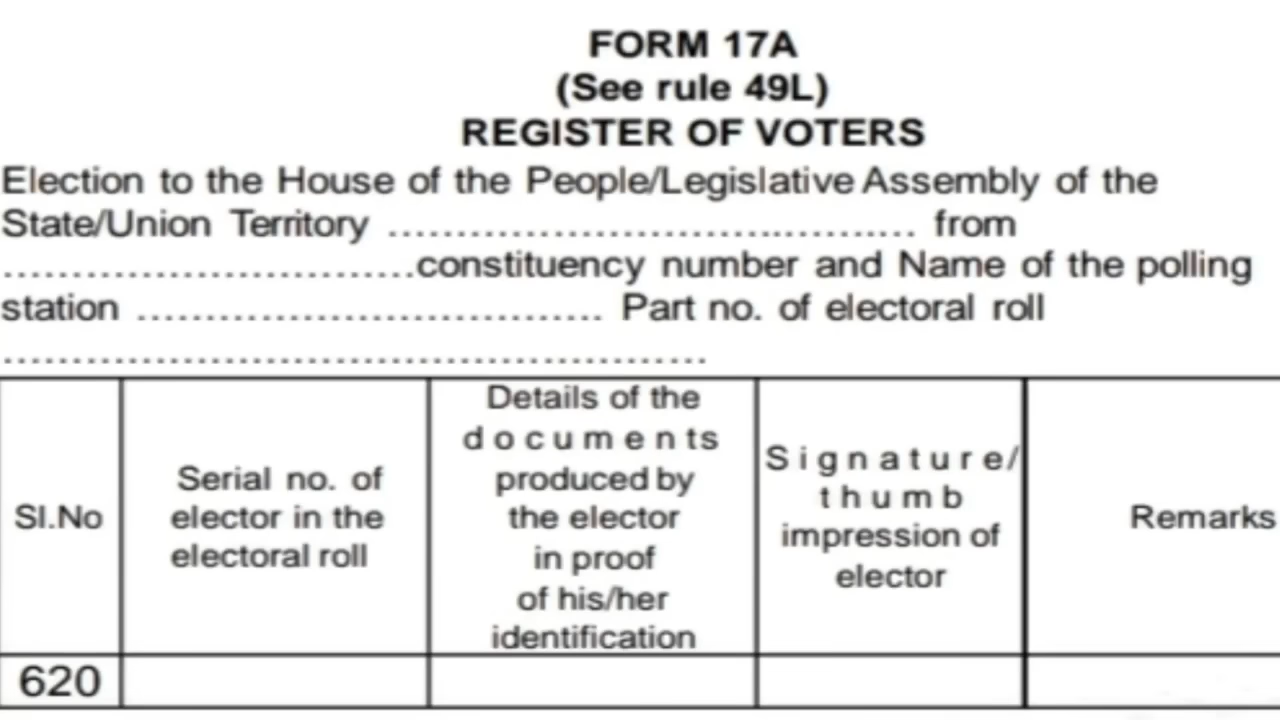 FORM 17A
(See rule 49L)
REGISTER OF VOTERS
Election to the House of the People/Legislative Assembly of the
State/Union Territory ........................................ from
..............................constituency number and Name of the polling
station .................................. Part no. of electoral roll
...................................................
Sl.No
Serial no. of
elector in the
electoral roll
Details of the
documents
produced by
the elector
in proof
of his/her
identification
Signature/
thumb
impression of
elector
Remarks
620